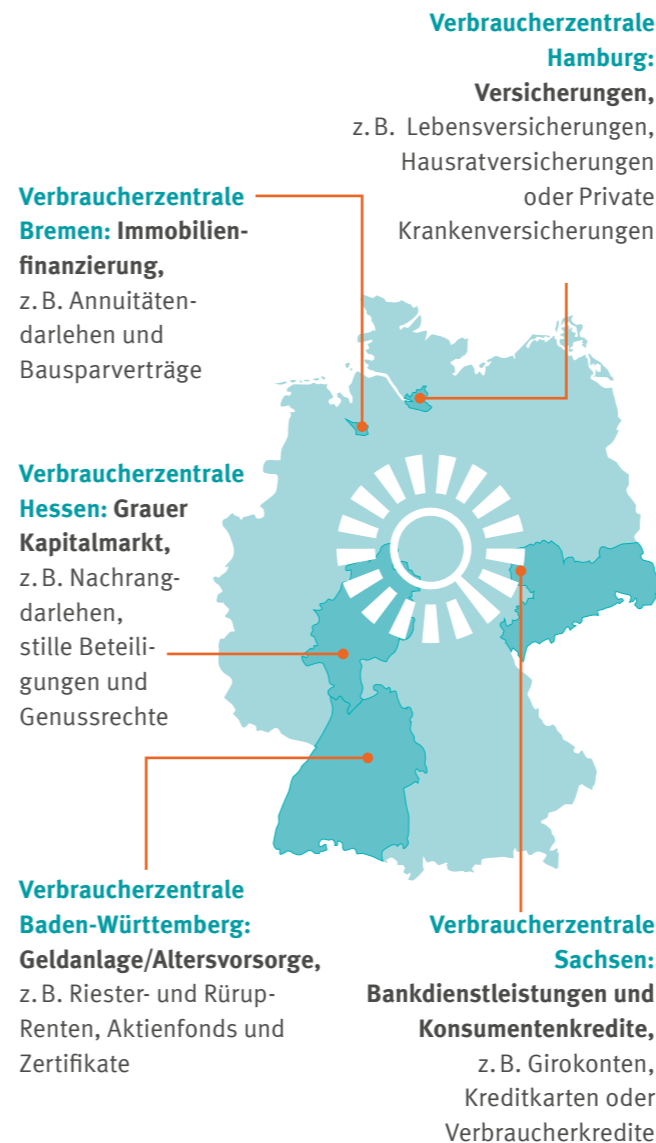 Verbraucherzentrale
Hamburg:
Versicherungen,
z. B. Lebensversicherungen,
Hausratversicherungen
oder Private
Krankenversicherungen
Verbraucherzentrale
Bremen: Immobilien-
finanzierung,
z. B. Annuitäten-
darlehen und
Bausparverträge
Verbraucherzentrale
Hessen: Grauer
Kapitalmarkt,
z. B. Nachrang-
darlehen,
stille Beteili-
gungen und
Genussrechte
Verbraucherzentrale
Baden-Württemberg:
Geldanlage/Altersvorsorge,
z. B. Riester- und Rürup-
Renten, Aktienfonds und
Zertifikate
Verbraucherzentrale
Sachsen:
Bankdienstleistungen und
Konsumentenkredite,
z. B. Girokonten,
Kreditkarten oder
Verbraucherkredite